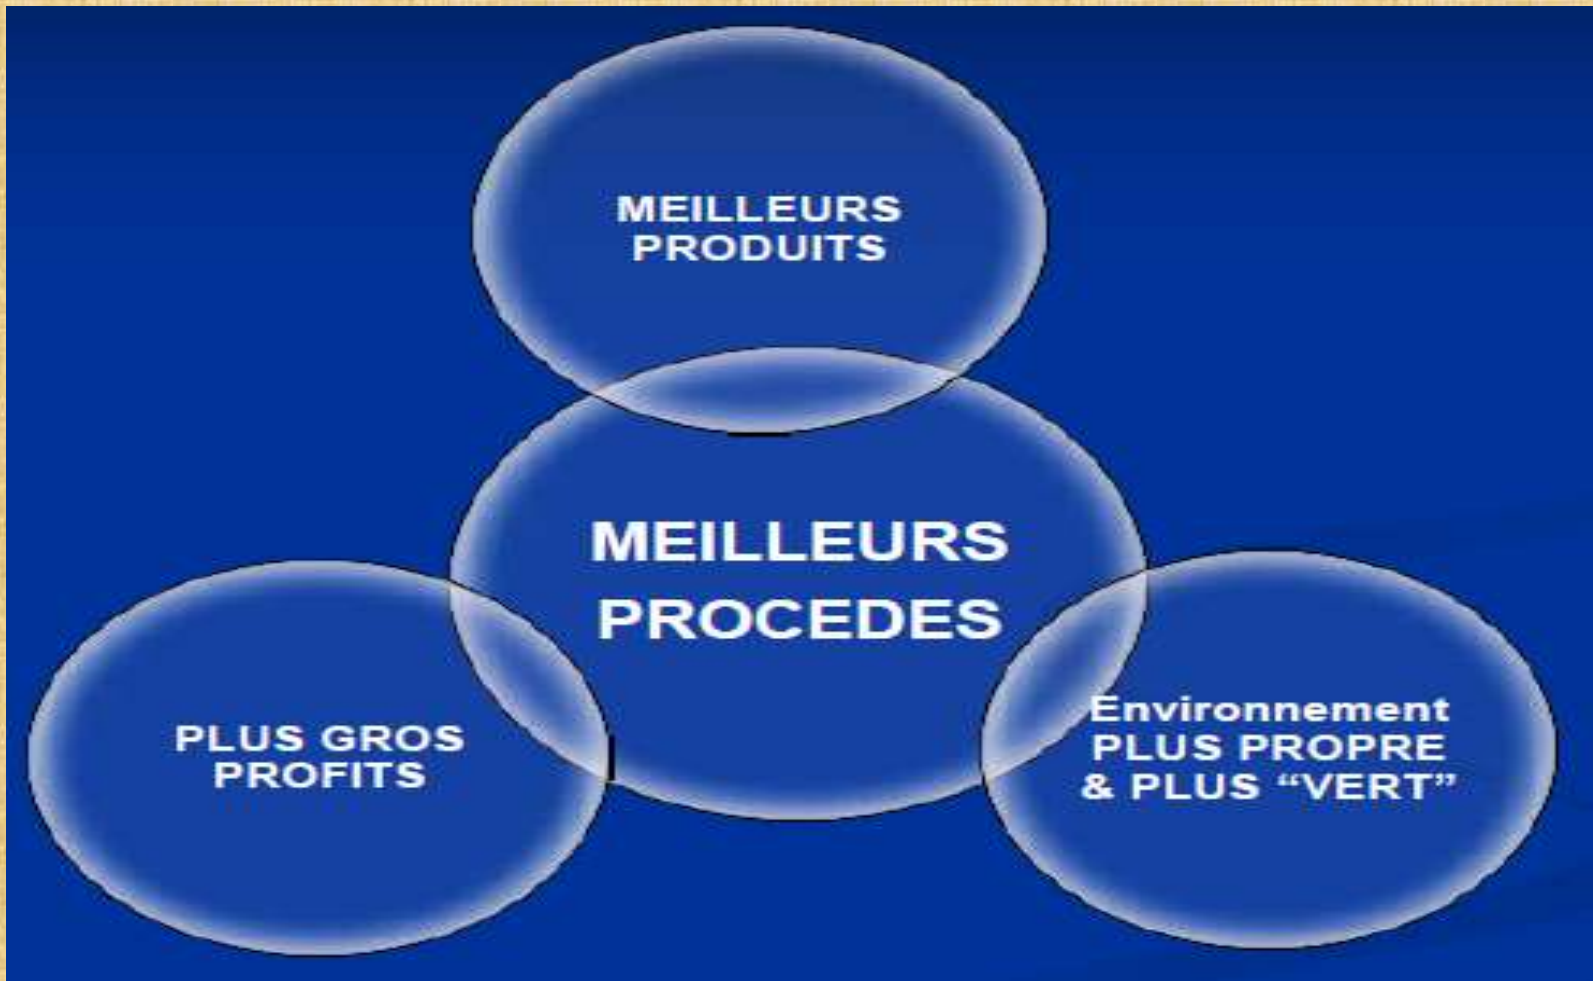 MEILLEURS
PRODUITS
MEILLEURS
PROCEDES
PLUS GROS
PROFITS
Environnement
PLUS PROPRE
& PLUS “VERT”